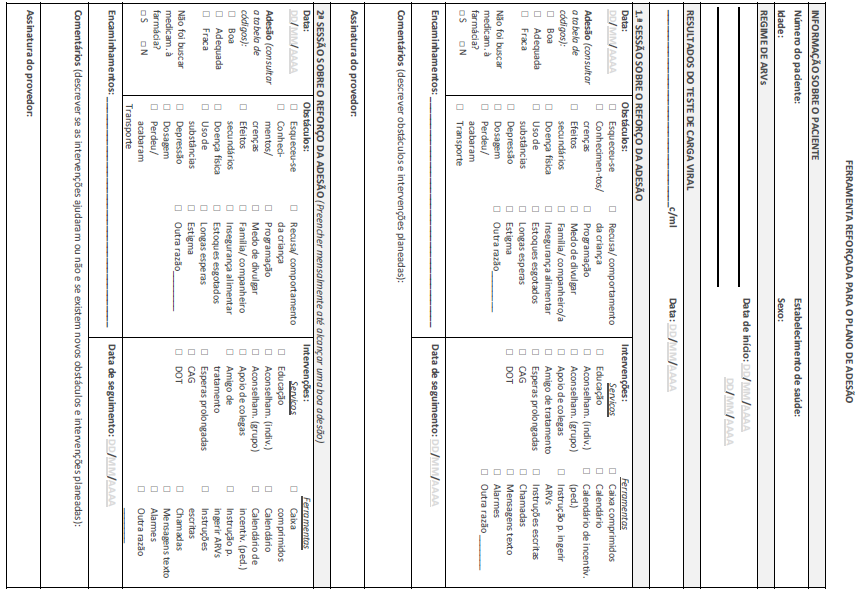 FERRAMENTA REFORÇADA PARA O PLANO DE ADESÃO
INFORMAÇÃO SOBRE O PACIENTE
Número do paciente: Estabelecimento de saúde:
Idade: Sexo:
REGIME DE ARVs
Data de início: DD/MM/AAAA
DD/MM/AAAA
RESULTADOS DO TESTE DE CARGA VIRAL
____________________c/ml Data: DD/MM/AAAA
1.ª SESSÃO SOBRE O REFORÇO DA ADESÃO
Data:
DD/MM/AAAA
Adesão (consultar
a tabela de
códigos):
☐ Boa
☐ Adequada
☐ Fraca
Não foi buscar
medicam. à
farmácia?
☐ S ☐ N
Obstáculos:
☐ Esqueceu-se
☐ Conhecimen-tos/
crenças
☐ Efeitos
secundários
☐ Doença física
☐ Uso de
substâncias
☐ Depressão
☐ Dosagem
☐ Perdeu/
acabaram
☐ Transporte
☐ Recusa/ comportamento
da criança
☐ Programação
☐ Medo de divulgar
☐ Família/ companheiro/a
☐ Insegurança alimentar
☐ Estoques esgotados
☐ Longas esperas
☐ Estigma
☐ Outra razão________
Intervenções:
Serviços
☐ Educação
☐ Aconselham. (indiv.)
☐ Aconselham. (grupo)
☐ Apoio de colegas
☐ Amigo de tratamento
☐ Esperas prolongadas
☐ CAG
☐ DOT
Ferramentas
☐ Caixa comprimidos
☐ Calendário
☐ Calendário de incentiv.
(ped.)
☐ Instrução p. ingerir
ARVs
☐ Instruções escritas
☐ Chamadas
☐ Mensagens texto
☐ Alarmes
☐ Outra razão _______
Encaminhamentos: ____________________ Data de seguimento: DD/MM/AAAA
Comentários (descrever obstáculos e intervenções planeadas):
Assinatura do provedor:
2ª SESSÃO SOBRE O REFORÇO DA ADESÃO (Preencher mensalmente até alcançar uma boa adesão)
Data:
DD/MM/AAAA
Adesão (consultar
a tabela de
códigos):
☐ Boa
☐ Adequada
☐ Fraca
Não foi buscar
medicam. à
farmácia?
☐ S ☐ N
Obstáculos:
☐ Esqueceu-se
☐ Conheci-
mentos/
crenças
☐ Efeitos
secundários
☐ Doença física
☐ Uso de
substâncias
☐ Depressão
☐ Dosagem
☐ Perdeu/
acabaram
Transporte
☐ Recusa/ comportamento
da criança
☐ Programação
☐ Medo de divulgar
☐ Família/ companheiro
☐ Insegurança alimentar
☐ Estoques esgotados
☐ Longas esperas
☐ Estigma
☐ Outra razão________
Intervenções:
Serviços
☐ Educação
☐ Aconselham. (indiv.)
☐ Aconselham. (grupo)
☐ Apoio de colegas
☐ Amigo de
tratamento
☐ Esperas prolongadas
☐ CAG
☐ DOT
Ferramentas
☐ Caixa
comprimidos
☐ Calendário
☐ Calendário de
incentiv. (ped.)
☐ Instrução p.
ingerir ARVs
☐ Instruções
escritas
☐ Chamadas
☐ Mensagens texto
☐ Alarmes
☐ Outra razão
_______
Encaminhamentos: ____________________ Data de seguimento: DD/MM/AAAA
Comentários (descrever se as intervenções ajudaram ou não e se existem novos obstáculos e intervenções planeadas):
Assinatura do provedor: